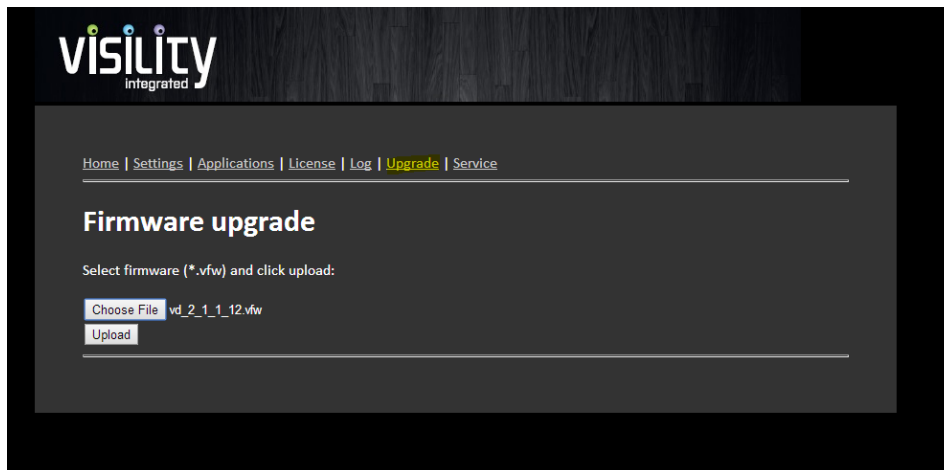 visility
integrated
Home | Settings | Applications | License | Log | Upgrade | Service
Firmware upgrade
Select firmware (*.vfw) and click upload:
Choose File vd_2_1_1_12.vfw
Upload